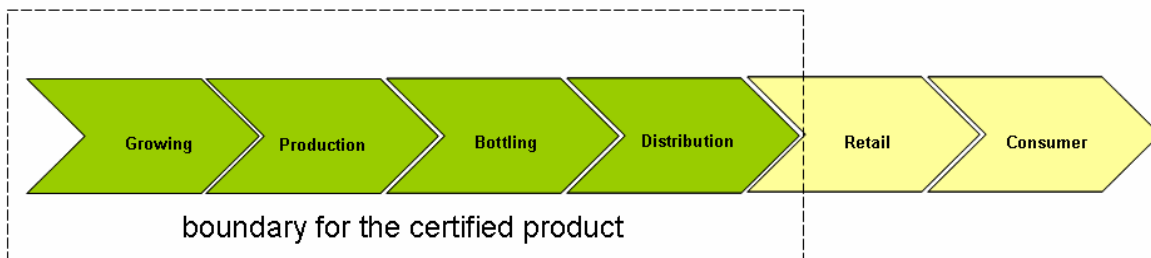 Growing
Production
Bottling
Distribution
Retail
Consumer
boundary for the certified product